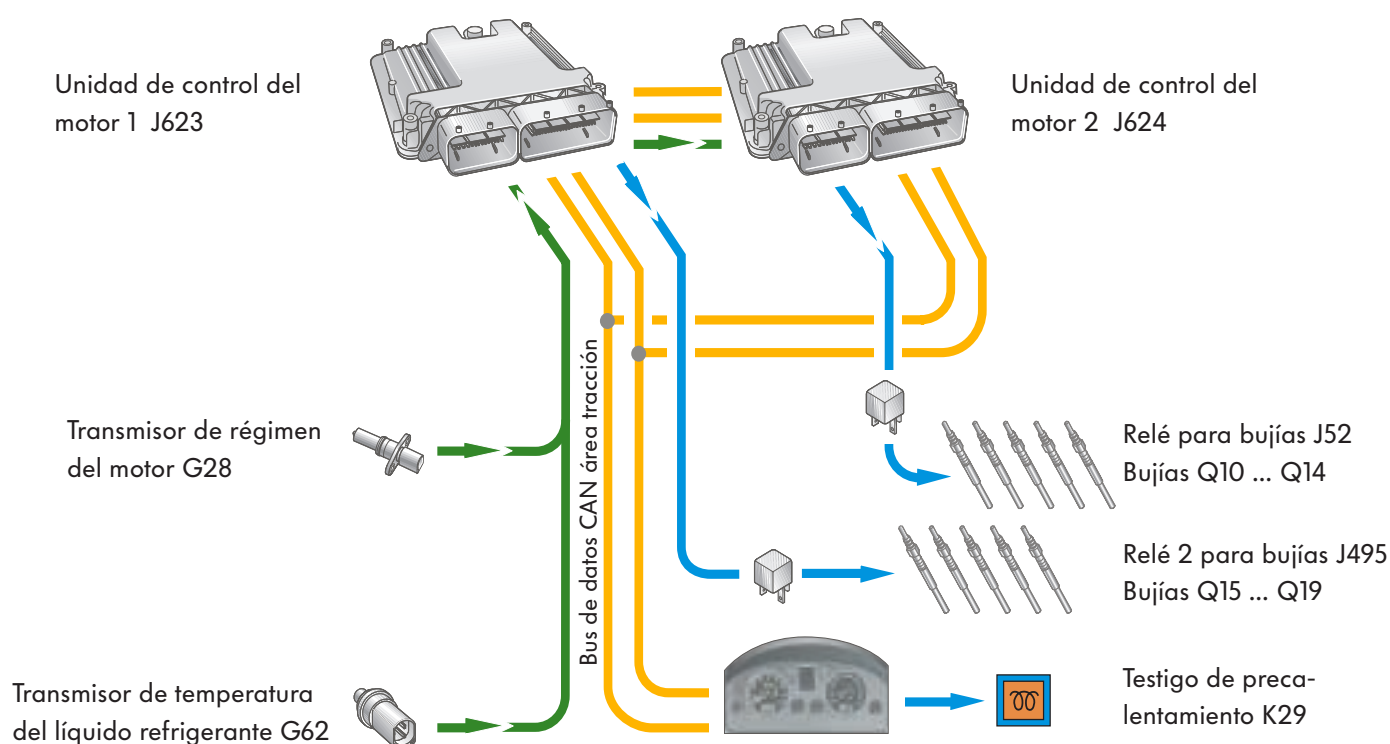 Unidad de control del
motor 1 J623
Unidad de control del
motor 2 J624
Transmisor de régimen
del motor G28
Bus de datos CAN área tracción
Relé para bujías J52
Bujías Q10 ... Q14
Relé 2 para bujías J495
Bujías Q15 ... Q19
Transmisor de temperatura
del líquido refrigerante G62
Testigo de preca-
lentamiento K29